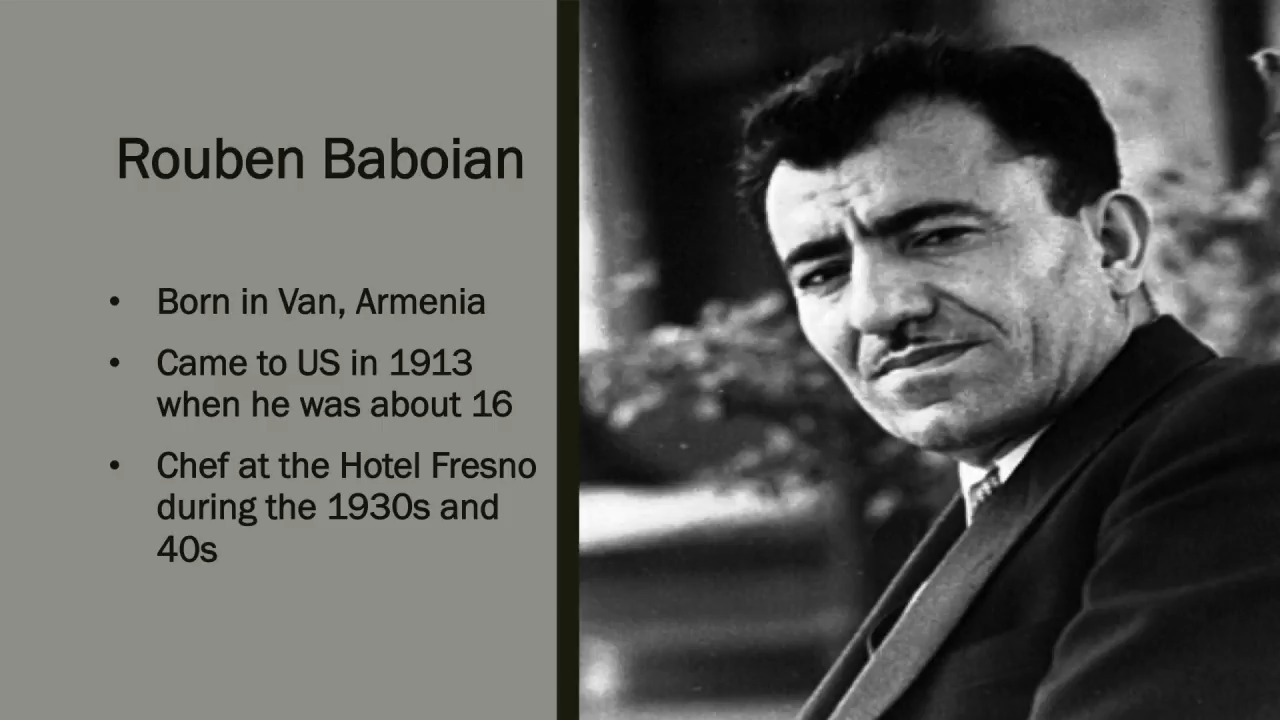 Rouben Baboian
• Born in Van, Armenia
• Came to US in 1913
when he was about 16
• Chef at the Hotel Fresno
during the 1930s and
40s